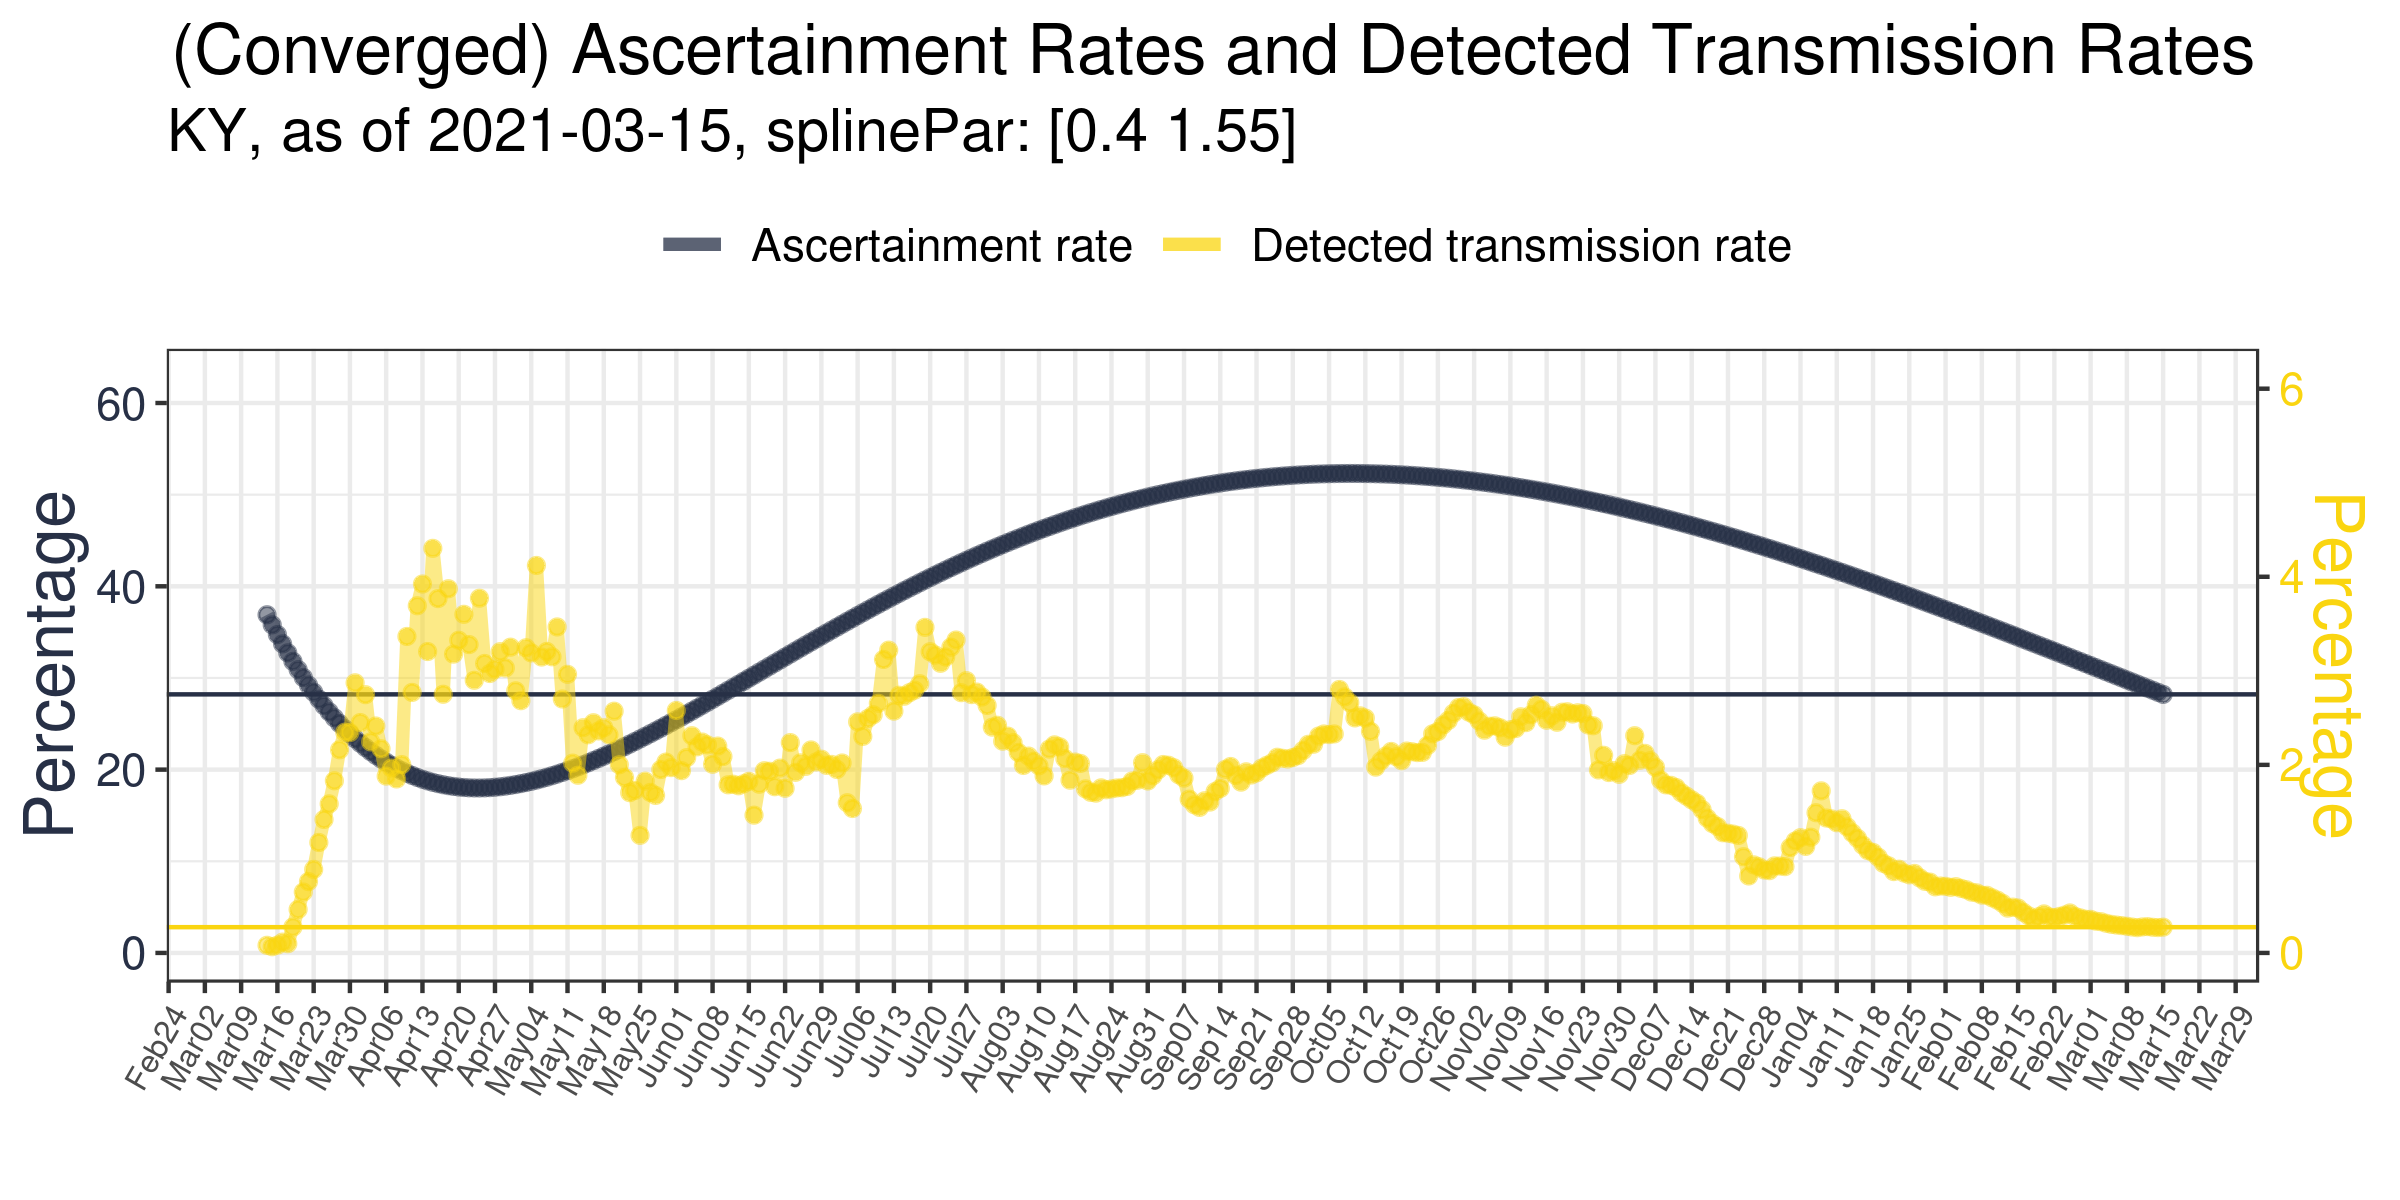 (Converged) Ascertainment Rates and Detected Transmission Rates
KY, as of 2021-03-15, splinePar: [0.4 1.55]
Ascertainment rate Detected transmission rate
Percentage
60
40
20
0
6
4
2
0
Percentage
Feb24 Mar02 Mar09 Mar16 Mar23 Mar30 Apr06 Apr13 Apr20 Apr27 May04 May11 May18 May25 Jun01 Jun08 Jun15 Jun22 Jun29 Jul06 Jul13 Jul20 Jul27 Aug03 Aug10 Aug17 Aug24 Aug31 Sep07 Sep14 Sep21 Sep28 Oct05 Oct12 Oct19 Oct26 Nov02 Nov09 Nov16 Nov23 Nov30 Dec07 Dec14 Dec21 Dec28 Jan04 Jan11 Jan18 Jan25 Feb01 Feb08 Feb15 Feb22 Mar01 Mar08 Mar15 Mar22 Mar29